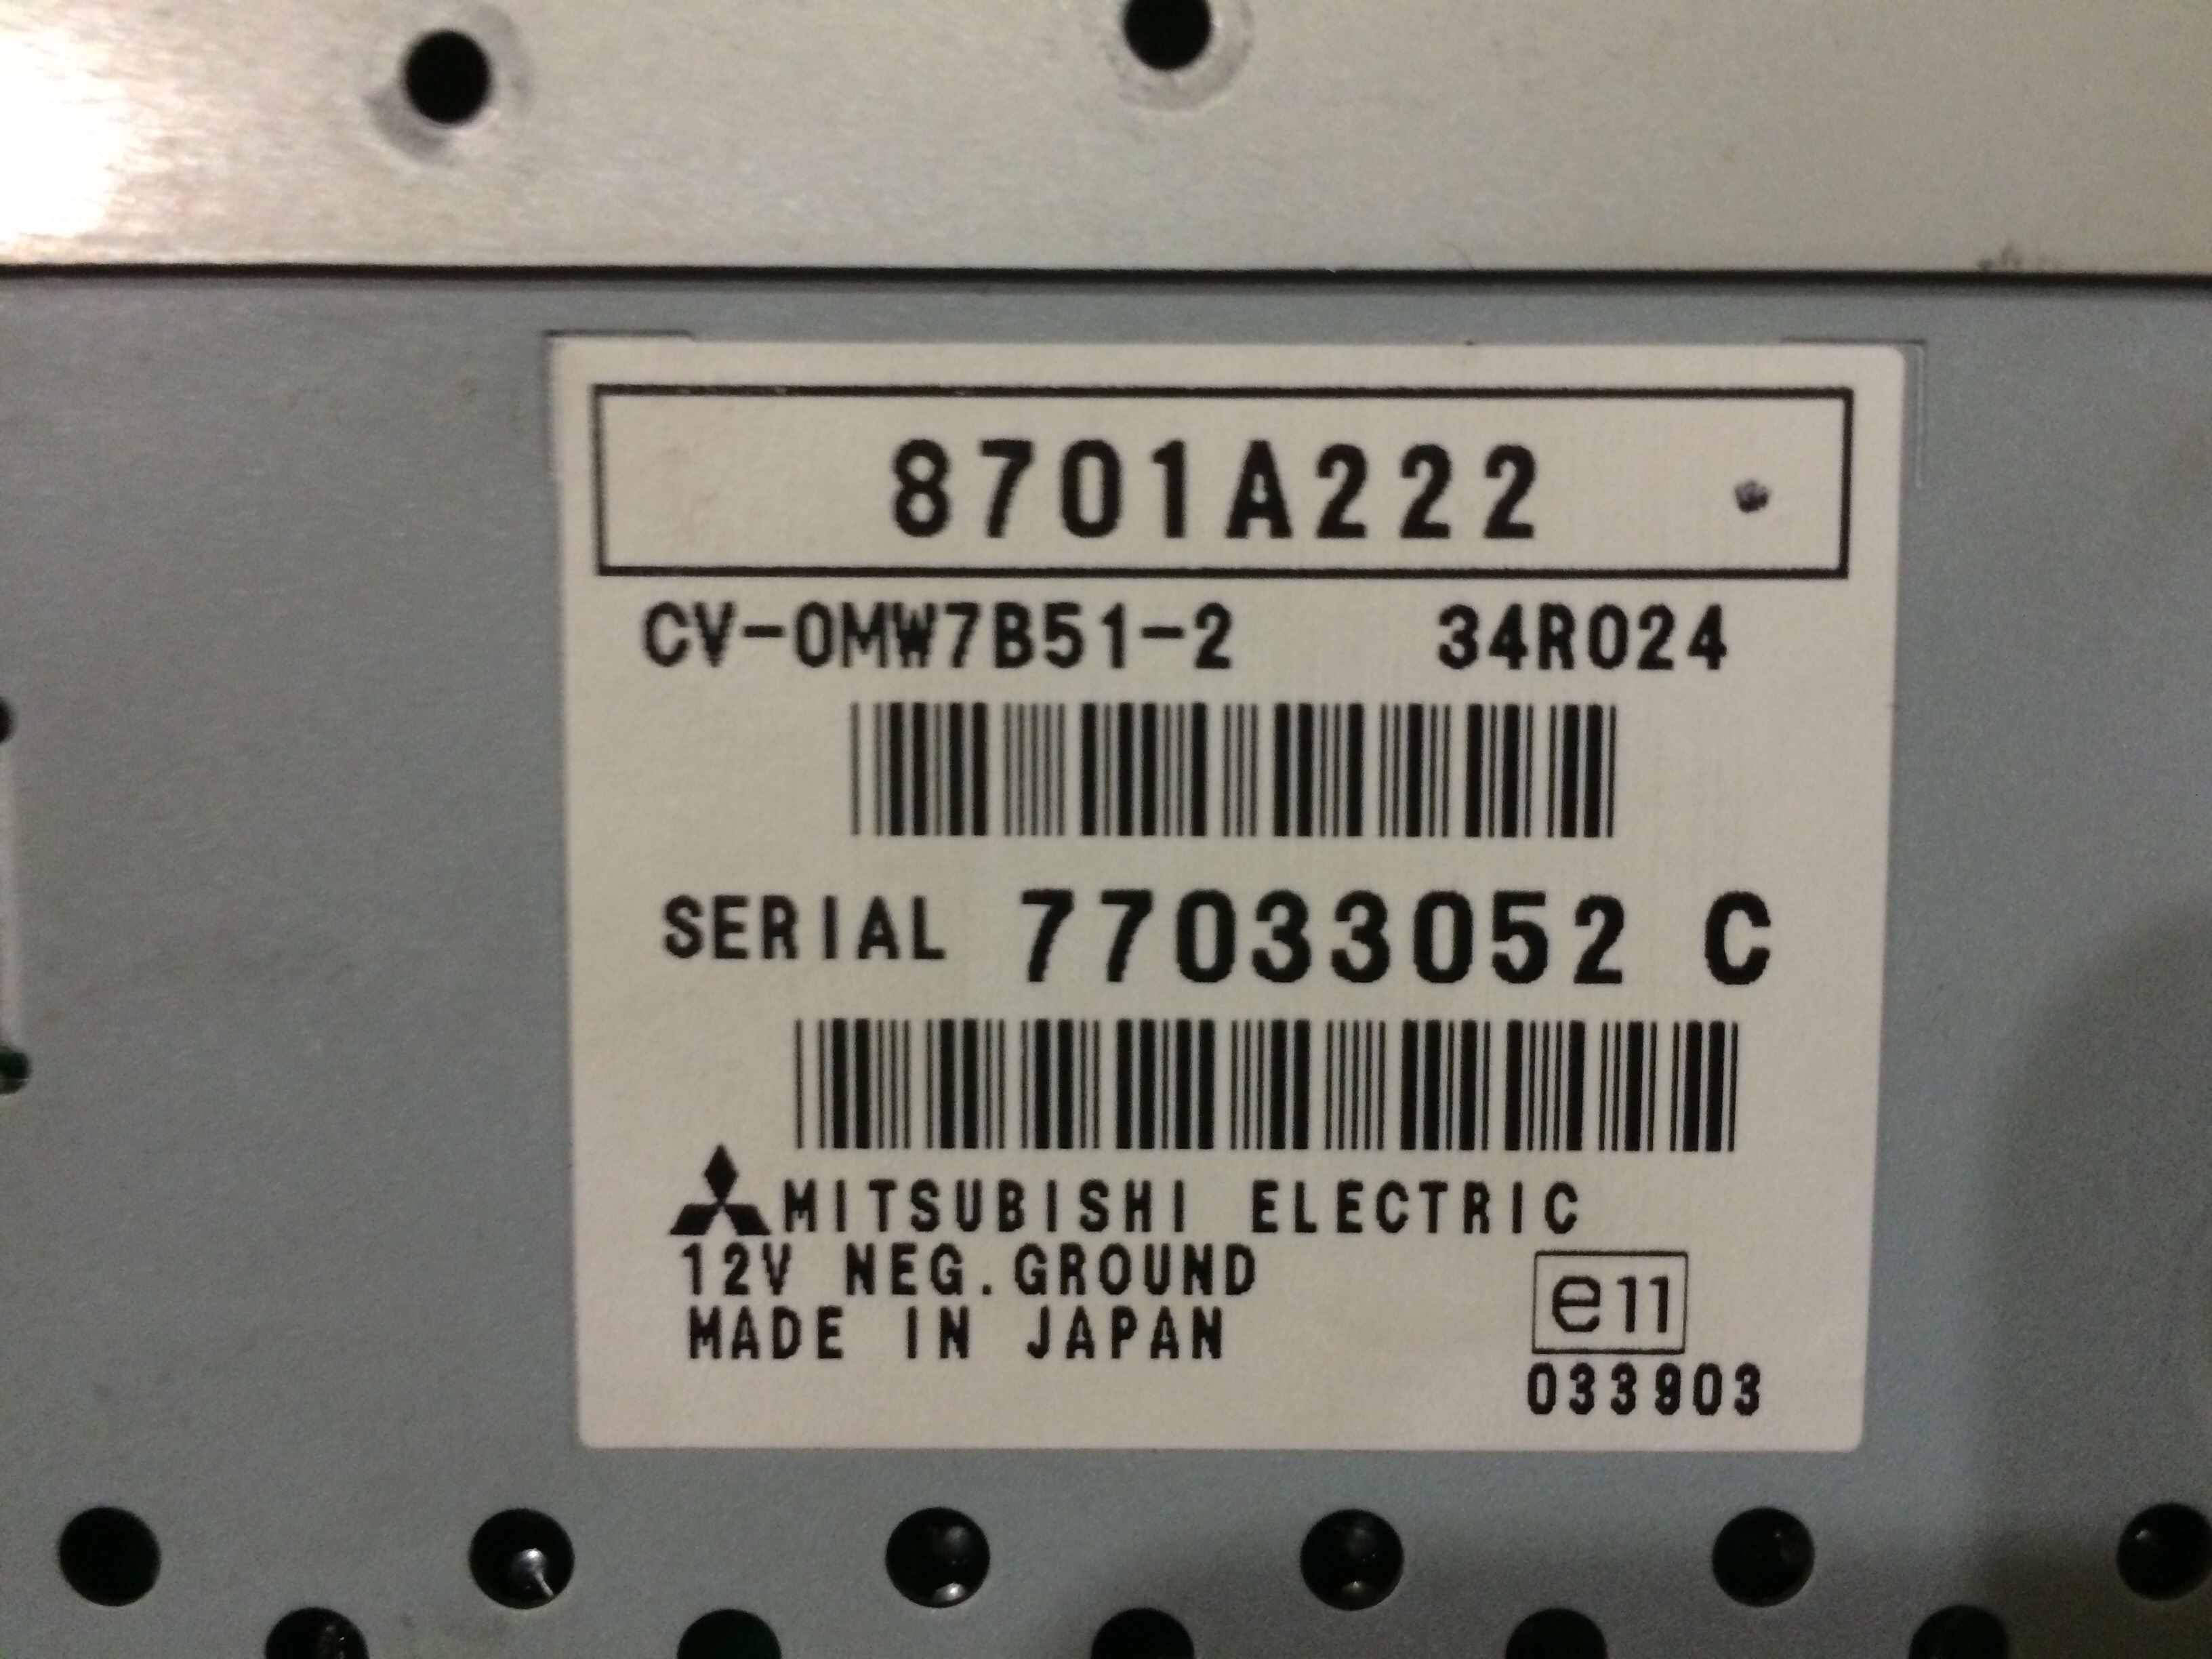 8701A222
CV-0MW7B51-2 34R024
SERIAL 77033052 C
MITSUBISHI ELECTRIC
12V NEG.GROUND
MADE IN JAPAN
e11
033903